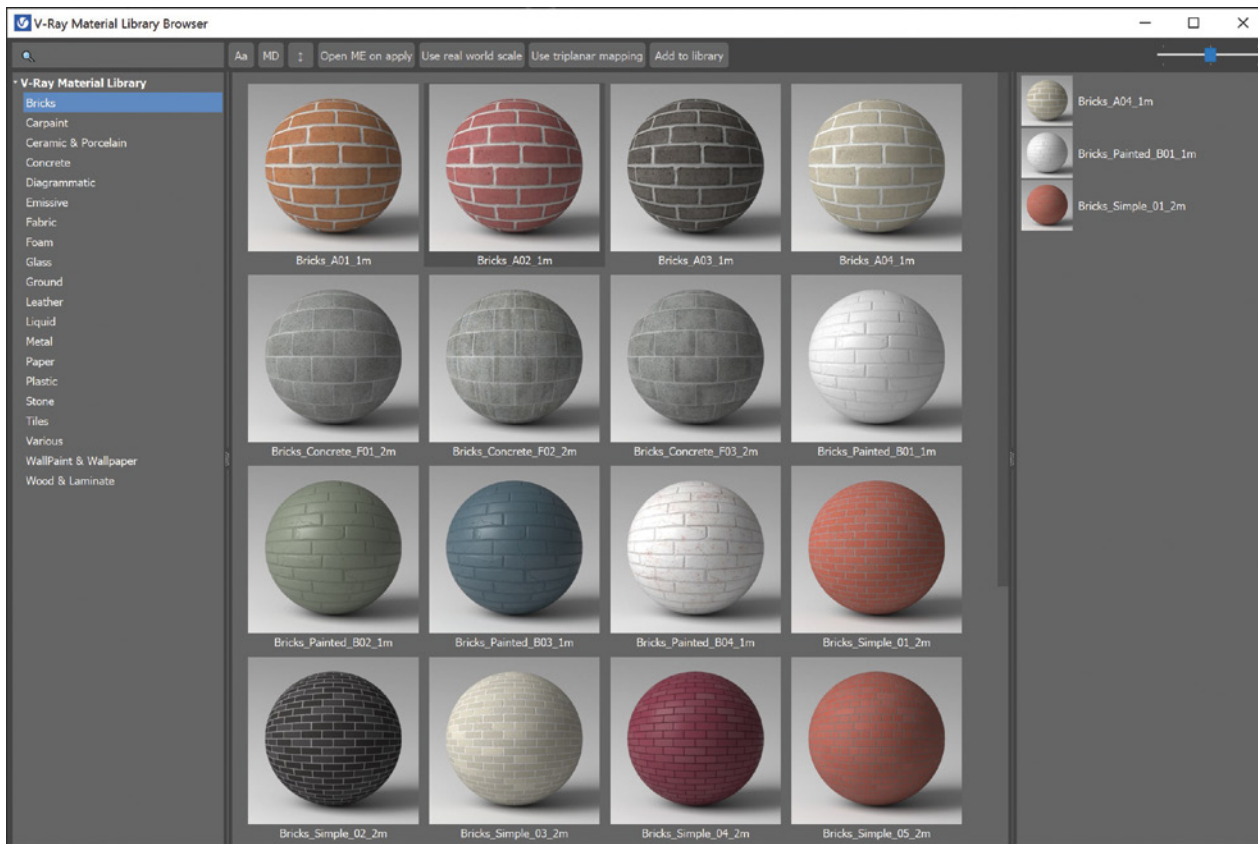 V-Ray Material Library Browser
Aa MD ↕ Open ME on apply Use real world scale Use triplanar mapping Add to library
V-Ray Material Library
Bricks
Carpaint
Ceramic & Porcelain
Concrete
Diagrammatic
Emissive
Fabric
Foam
Glass
Ground
Leather
Liquid
Metal
Paper
Plastic
Stone
Tiles
Various
WallPaint & Wallpaper
Wood & Laminate
Bricks_A01_1m Bricks_A02_1m Bricks_A03_1m Bricks_A04_1m
Bricks_Concrete_F01_2m Bricks_Concrete_F02_2m Bricks_Concrete_F03_2m Bricks_Painted_B01_1m
Bricks_Painted_B02_1m Bricks_Painted_B03_1m Bricks_Painted_B04_1m Bricks_Simple_01_2m
Bricks_Simple_02_2m Bricks_Simple_03_2m Bricks_Simple_04_2m Bricks_Simple_05_2m
Bricks_A04_1m
Bricks_Painted_B01_1m
Bricks_Simple_01_2m